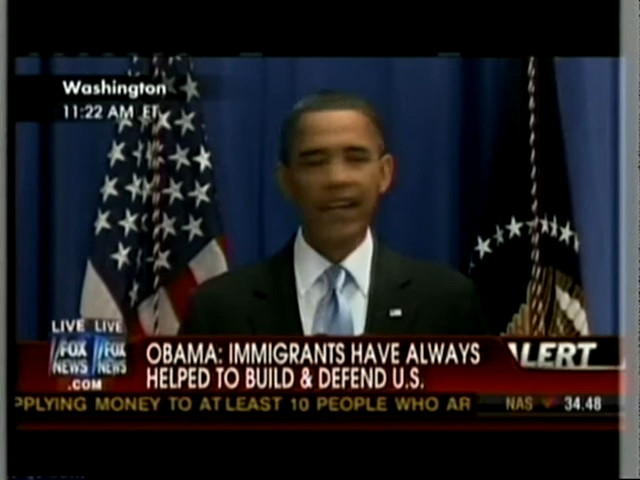 Washington
11:22 AM ET
LIVE LIVE
FOX FOX
NEWS NEWS
.COM
OBAMA: IMMIGRANTS HAVE ALWAYS
HELPED TO BUILD & DEFEND U.S.
LERT
PPLYING MONEY TO AT LEAST 10 PEOPLE WHO AR
NAS 34.48